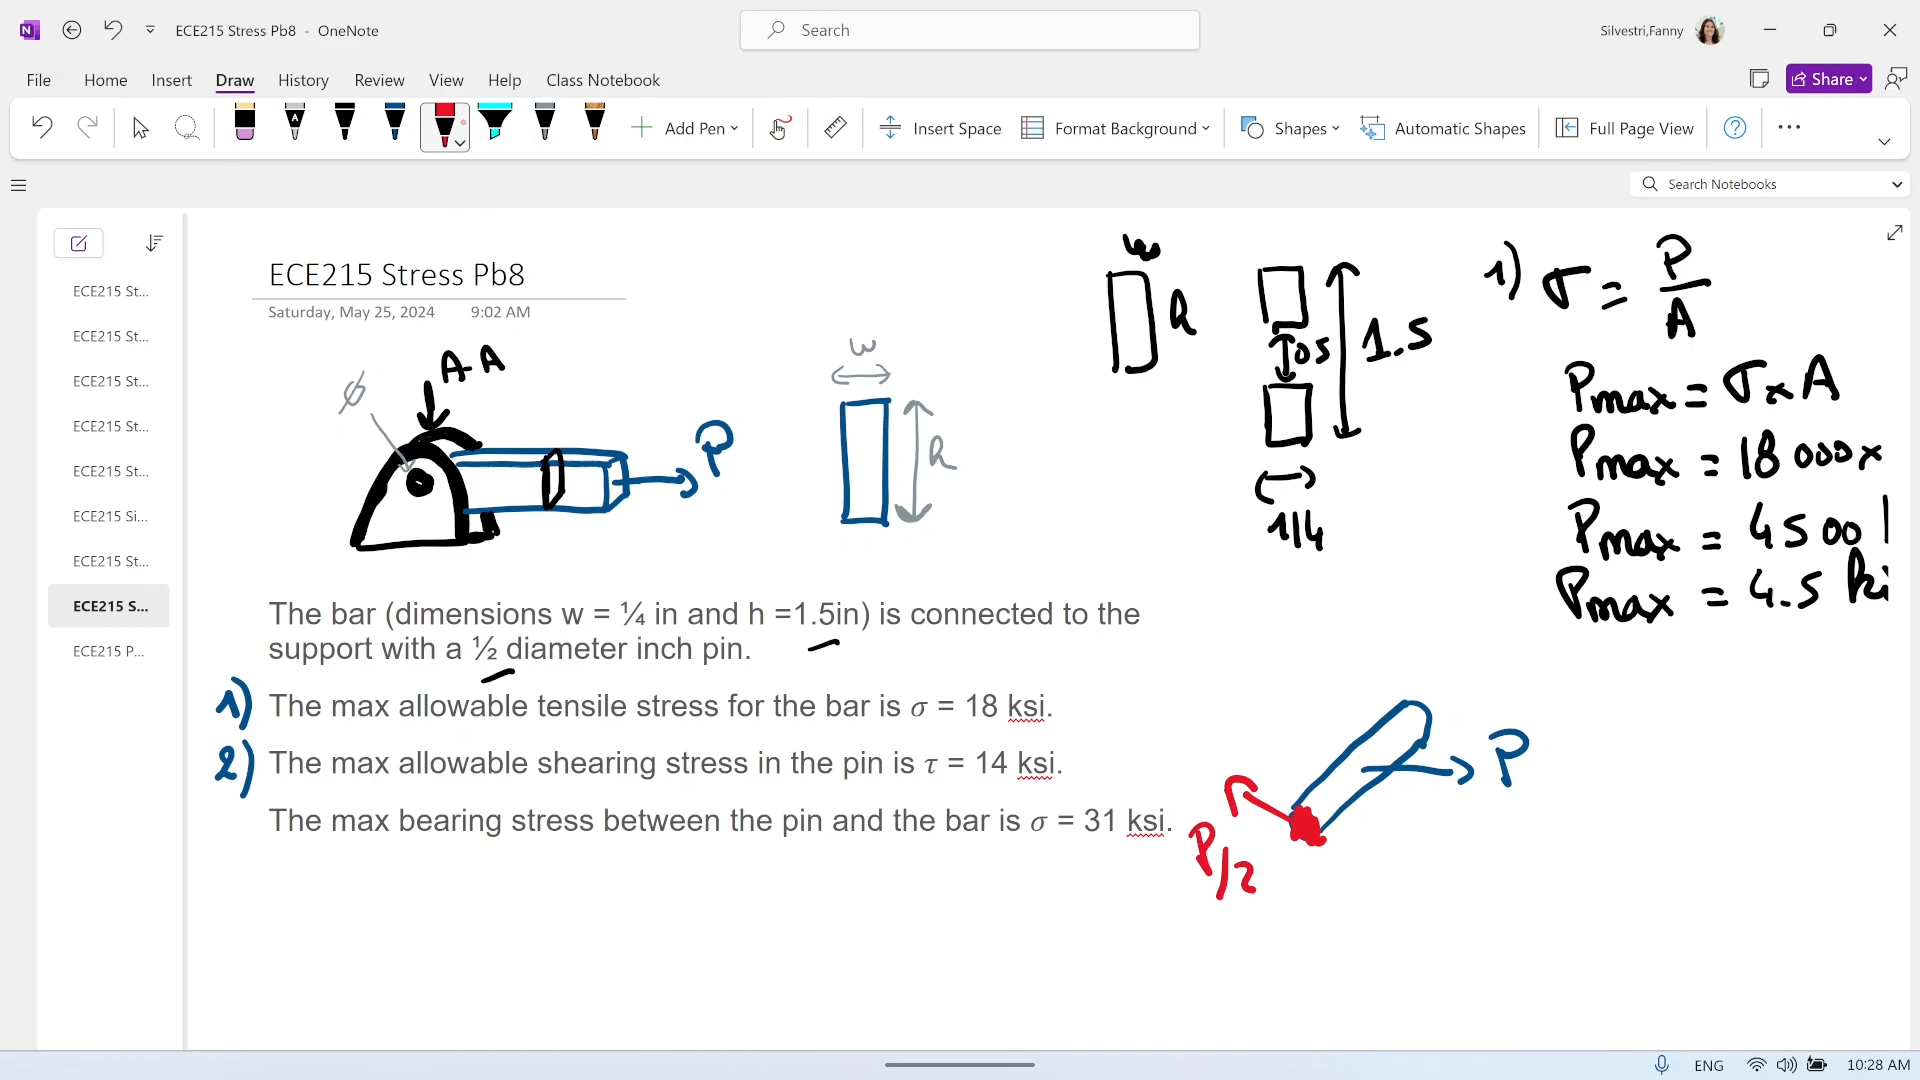 ECE215 Stress Pb8 - OneNote
Search
Silvestri,Fanny
File Home Insert Draw History Review View Help Class Notebook
Share
Add Pen
Insert Space
Format Background
Shapes
Automatic Shapes
Full Page View
Search Notebooks
ECE215 St...
ECE215 St...
ECE215 St...
ECE215 St...
ECE215 St...
ECE215 Si...
ECE215 St...
ECE215 S...
ECE215 P...
ECE215 Stress Pb8
Saturday, May 25, 2024 9:02 AM
ϕ
A-A
P
w
h
w
h
0.5
1.5
1/4
1) σ = P/A
Pmax = σ x A
Pmax = 18 000 x
Pmax = 4500 l
Pmax = 4.5 ki
The bar (dimensions w = ¼ in and h =1.5in) is connected to the
support with a ½ diameter inch pin.
1) The max allowable tensile stress for the bar is σ = 18 ksi.
2) The max allowable shearing stress in the pin is τ = 14 ksi.
The max bearing stress between the pin and the bar is σ = 31 ksi.
P
P/2
ENG
10:28 AM